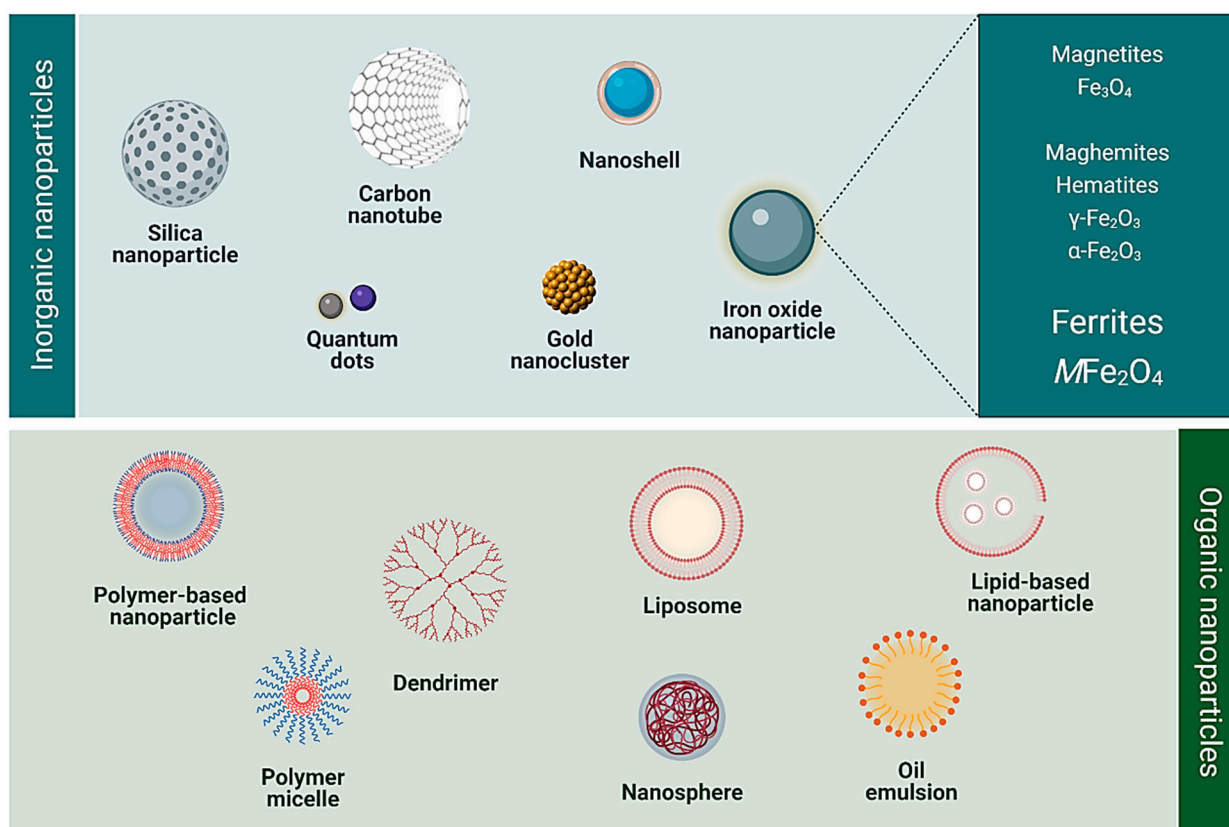 Inorganic nanoparticles
Silica
nanoparticle
Carbon
nanotube
Nanoshell
Quantum
dots
Gold
nanocluster
Iron oxide
nanoparticle
Magnetites
Fe₃O₄
Maghemites
Hematites
γ-Fe₂O₃
α-Fe₂O₃
Ferrites
MFe₂O₄
Polymer-based
nanoparticle
Dendrimer
Polymer
micelle
Liposome
Nanosphere
Lipid-based
nanoparticle
Oil
emulsion
Organic nanoparticles